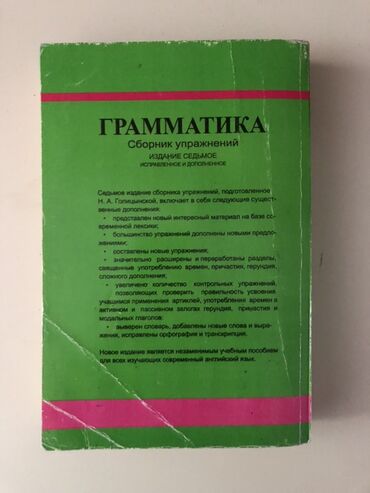 ГРАММАТИКА
Сборник упражнений
ИЗДАНИЕ СЕДЬМОЕ
ИСПРАВЛЕННОЕ И ДОПОЛНЕННОЕ
Седьмое издание сборника упражнений, подготовленное
Н. А. Голицынской, включает в себя следующие сущест-
венные дополнения:
• представлен новый интересный материал на базе со-
временной лексики;
• большинство упражнений дополнены новыми предло-
жениями;
• составлены новые упражнения;
• значительно расширены и переработаны разделы,
связанные употреблению времен, причастия, герундия,
сложного дополнения;
• увеличено количество контрольных упражнений,
позволяющих проверить правильность усвоения
учащимися применения артиклей, употребления времен в
активном и пассивном залогах герундия, причастия и
модальных глаголов;
• выверен словарь, добавлены новые слова и выра-
жения, исправлены орфография и транскрипция.
Новое издание является незаменимым учебным пособием
для всех изучающих современный английский язык.